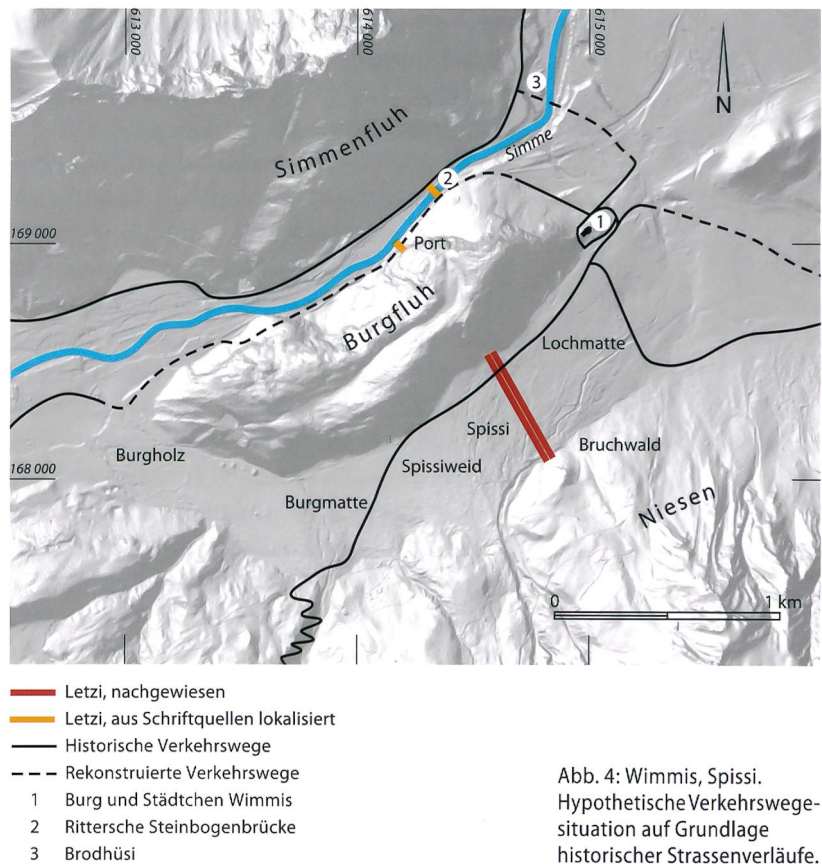 613 000
614 000
615 000
N
3
Simmenfluh
Simme
2
1
169 000
Port
Burgfluh
Lochmatte
Spissi
Bruchwald
Burgholz
Spissiweid
168 000
Burgmatte
Niesen
0 1 km
Letzi, nachgewiesen
Letzi, aus Schriftquellen lokalisiert
Historische Verkehrswege
Rekonstruierte Verkehrswege
1 Burg und Städtchen Wimmis
2 Rittersche Steinbogenbrücke
3 Brodhüsi
Abb. 4: Wimmis, Spissi.
Hypothetische Verkehrswege-
situation auf Grundlage
historischer Strassenverläufe.